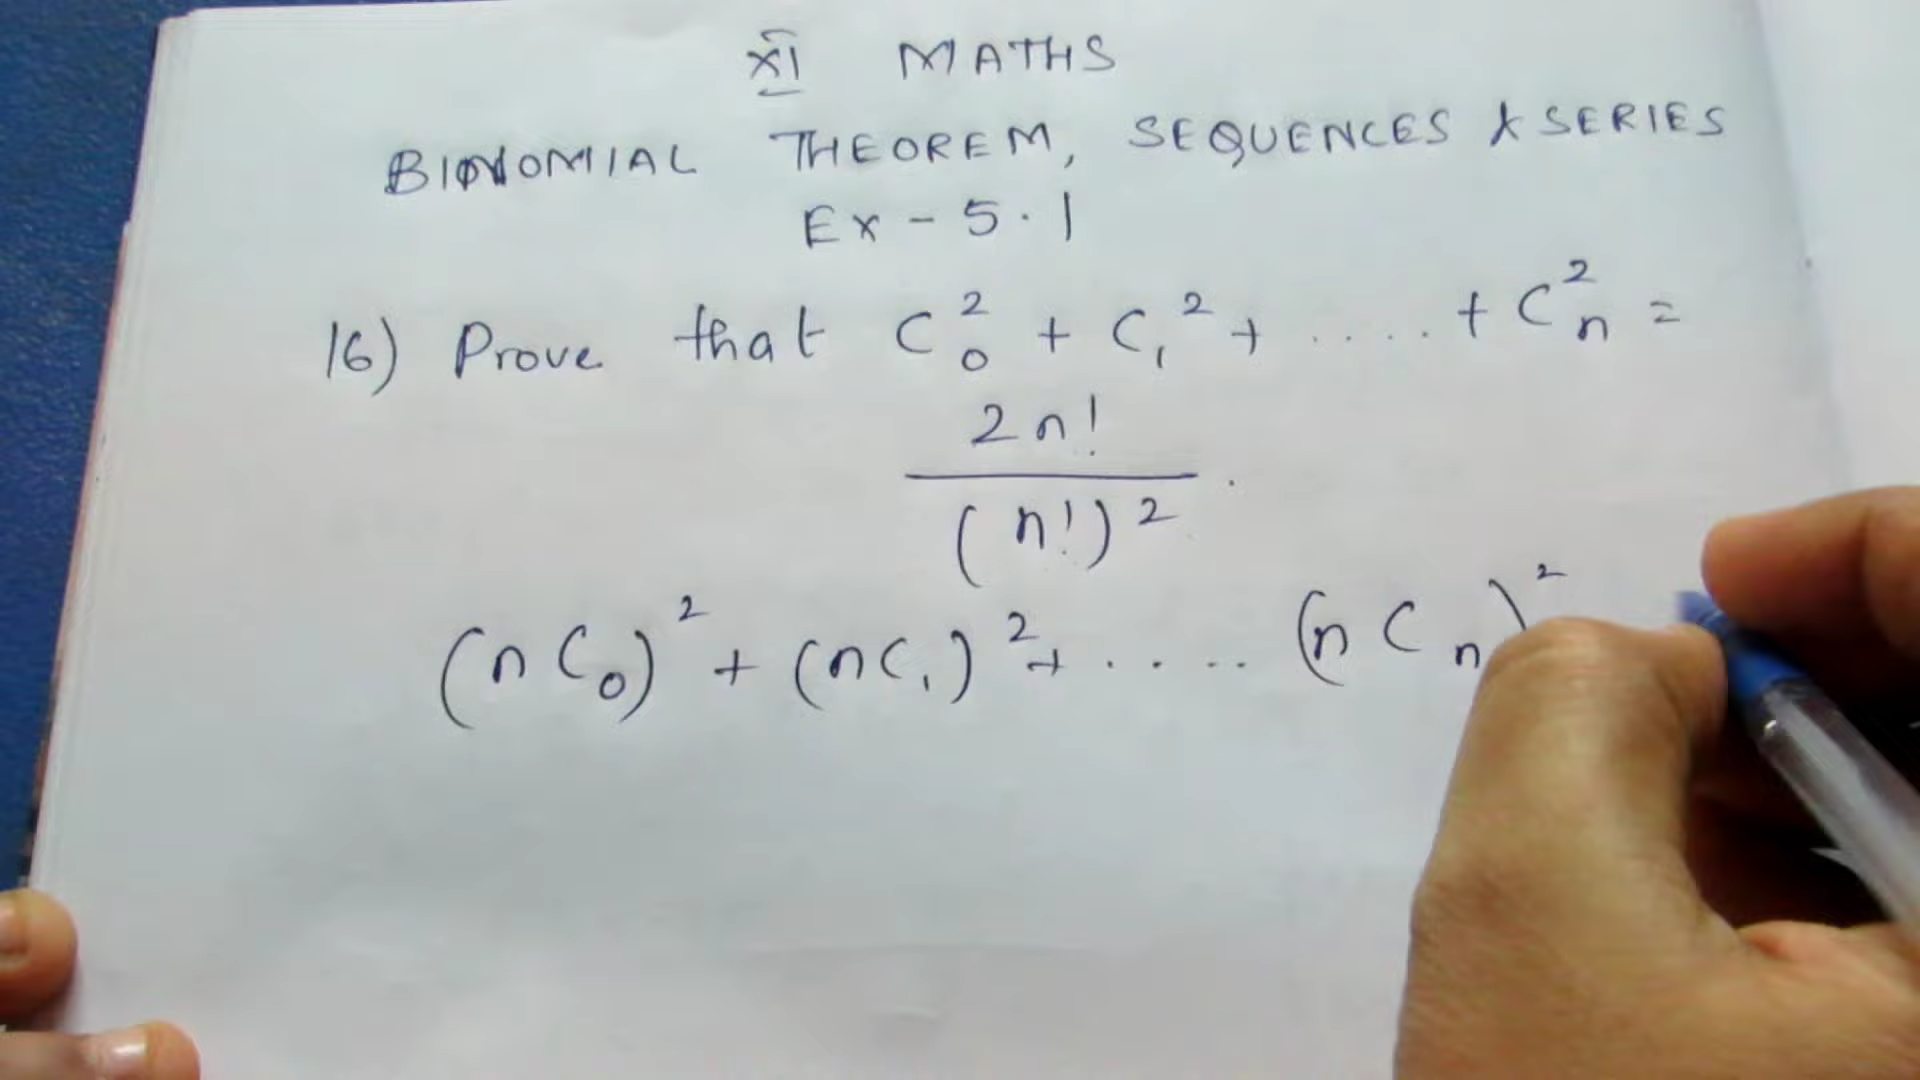 XI MATHS
BINOMIAL THEOREM, SEQUENCES & SERIES
Ex - 5.1
16) Prove that C₀² + C₁² + ..... + Cₙ² =
2n!
(n!)²
(nC₀)² + (nC₁)² + ..... (nCₙ)²